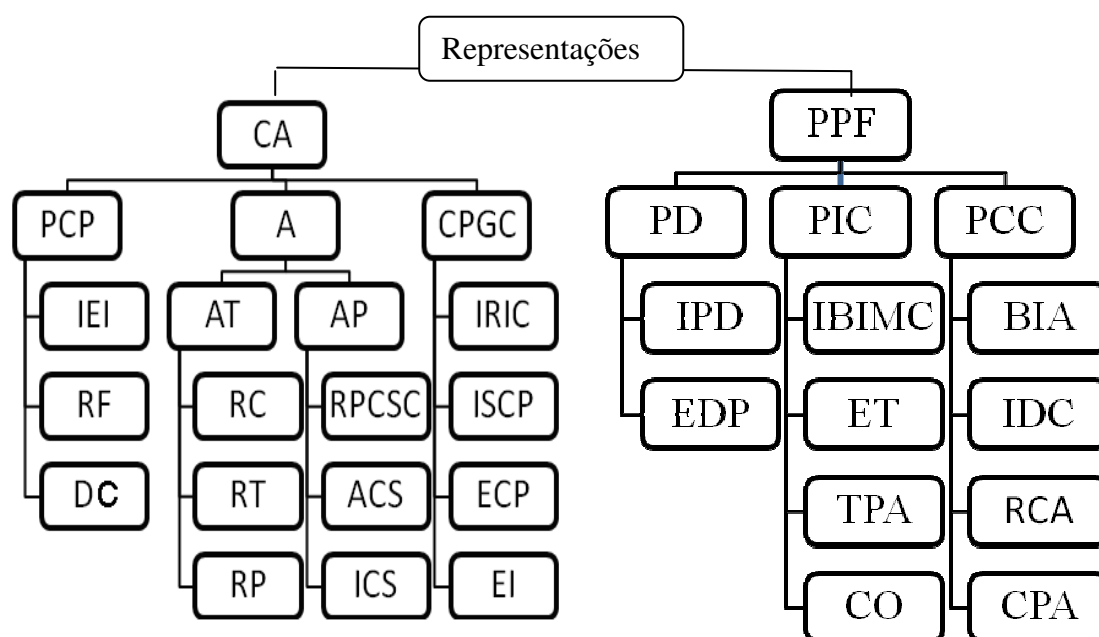 Representações
CA
PPF
PCP
A
CPGC
PD
PIC
PCC
IEI
AT
AP
IRIC
IPD
IBIMC
BIA
RF
RC
RPCSC
ISCP
EDP
ET
IDC
DC
RT
ACS
ECP
TPA
RCA
RP
ICS
EI
CO
CPA